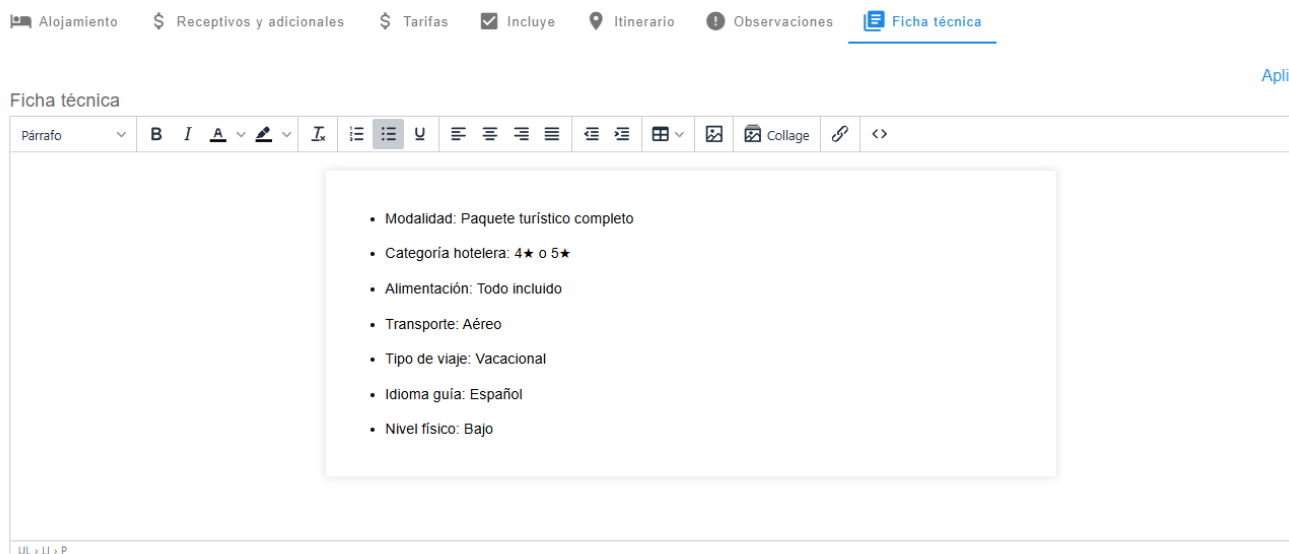 Alojamiento $ Receptivos y adicionales $ Tarifas Incluye Itinerario Observaciones Ficha técnica
Apli
Ficha técnica
Párrafo B I A Collage
• Modalidad: Paquete turístico completo
• Categoría hotelera: 4★ o 5★
• Alimentación: Todo incluido
• Transporte: Aéreo
• Tipo de viaje: Vacacional
• Idioma guía: Español
• Nivel físico: Bajo
UL › LI › P